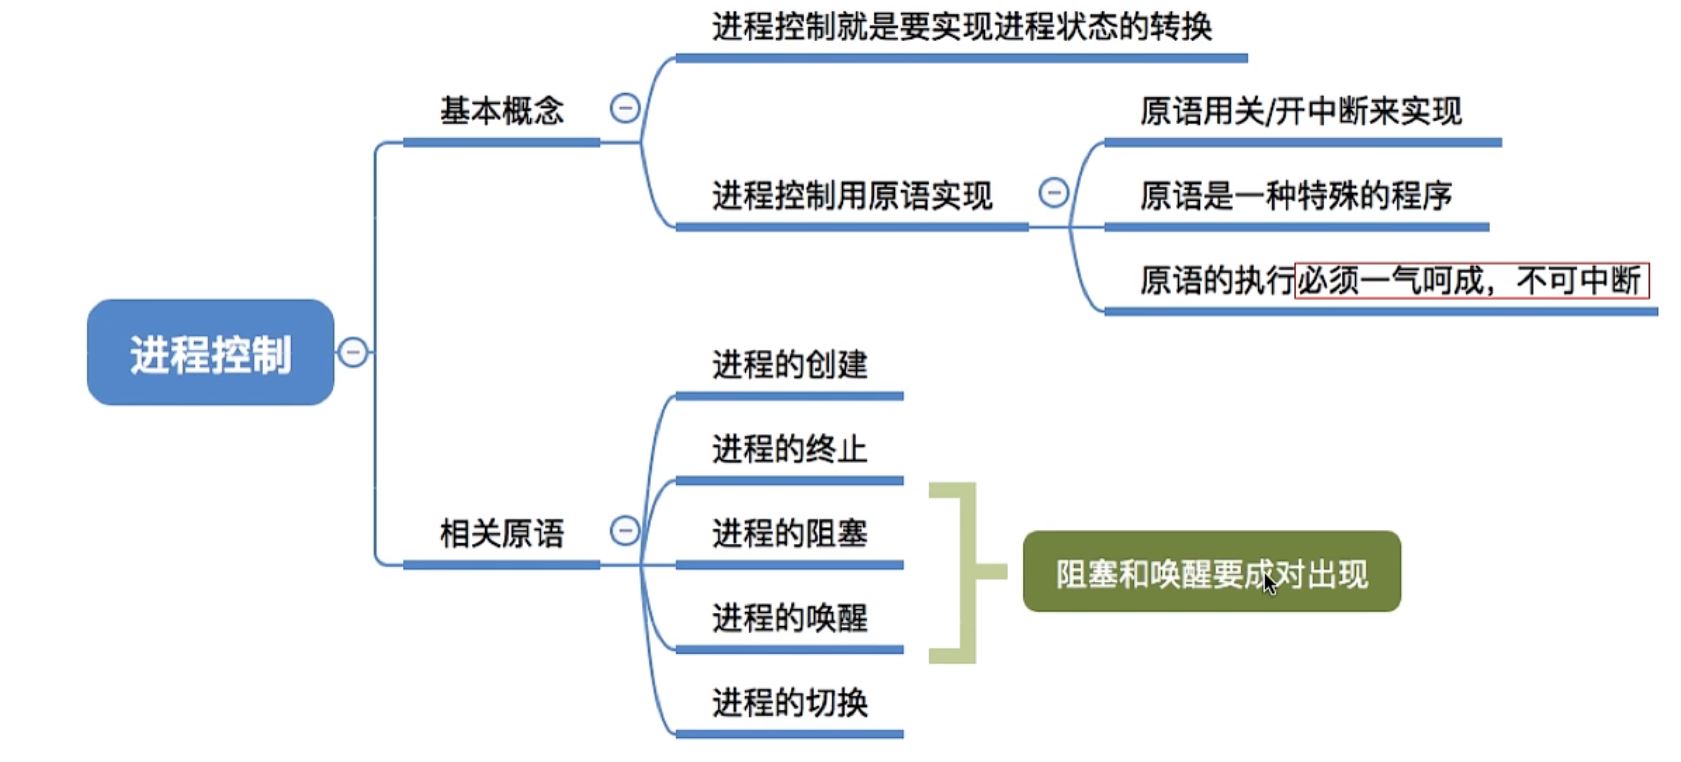 进程控制
基本概念
进程控制就是要实现进程状态的转换
进程控制用原语实现
原语用关/开中断来实现
原语是一种特殊的程序
原语的执行必须一气呵成，不可中断
相关原语
进程的创建
进程的终止
进程的阻塞
进程的唤醒
进程的切换
阻塞和唤醒要成对出现